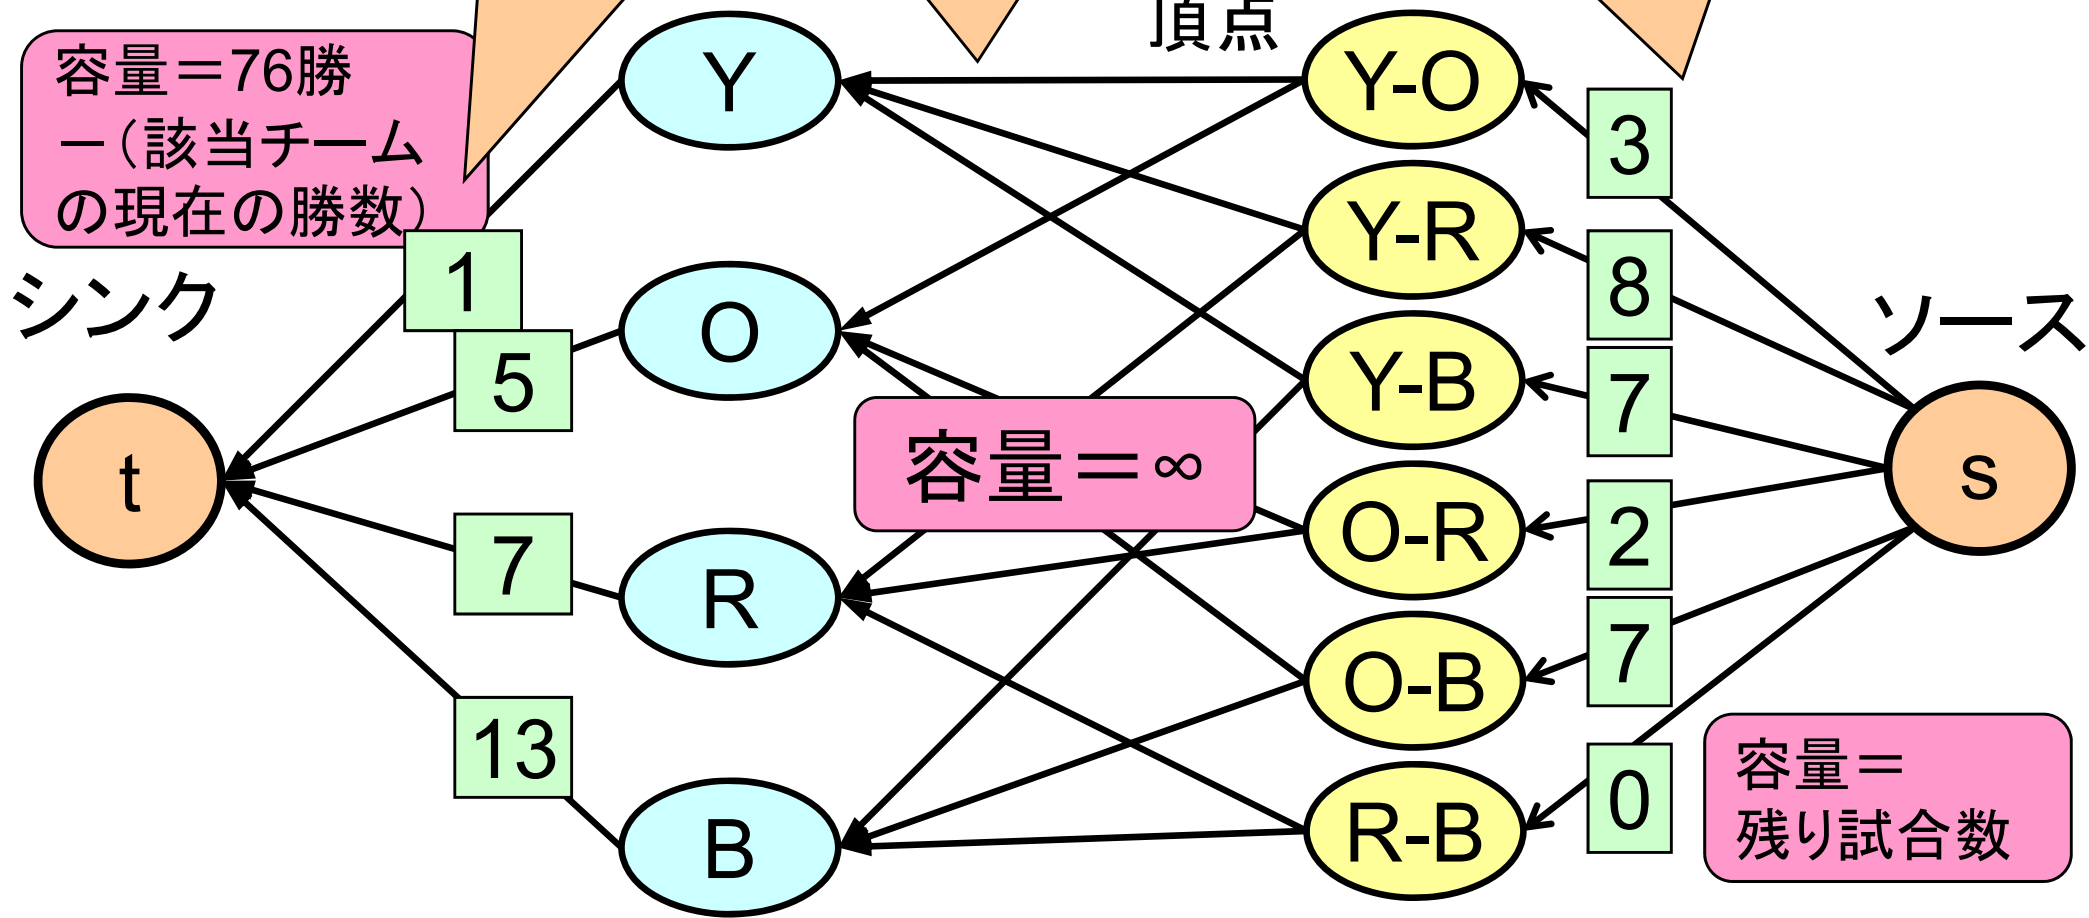 頂点
容量＝76勝
－（該当チーム
の現在の勝数）
シンク
ソース
Y
O
R
B
t
s
Y-O
Y-R
Y-B
O-R
O-B
R-B
1
5
7
13
容量＝∞
3
8
7
2
7
0
容量＝
残り試合数